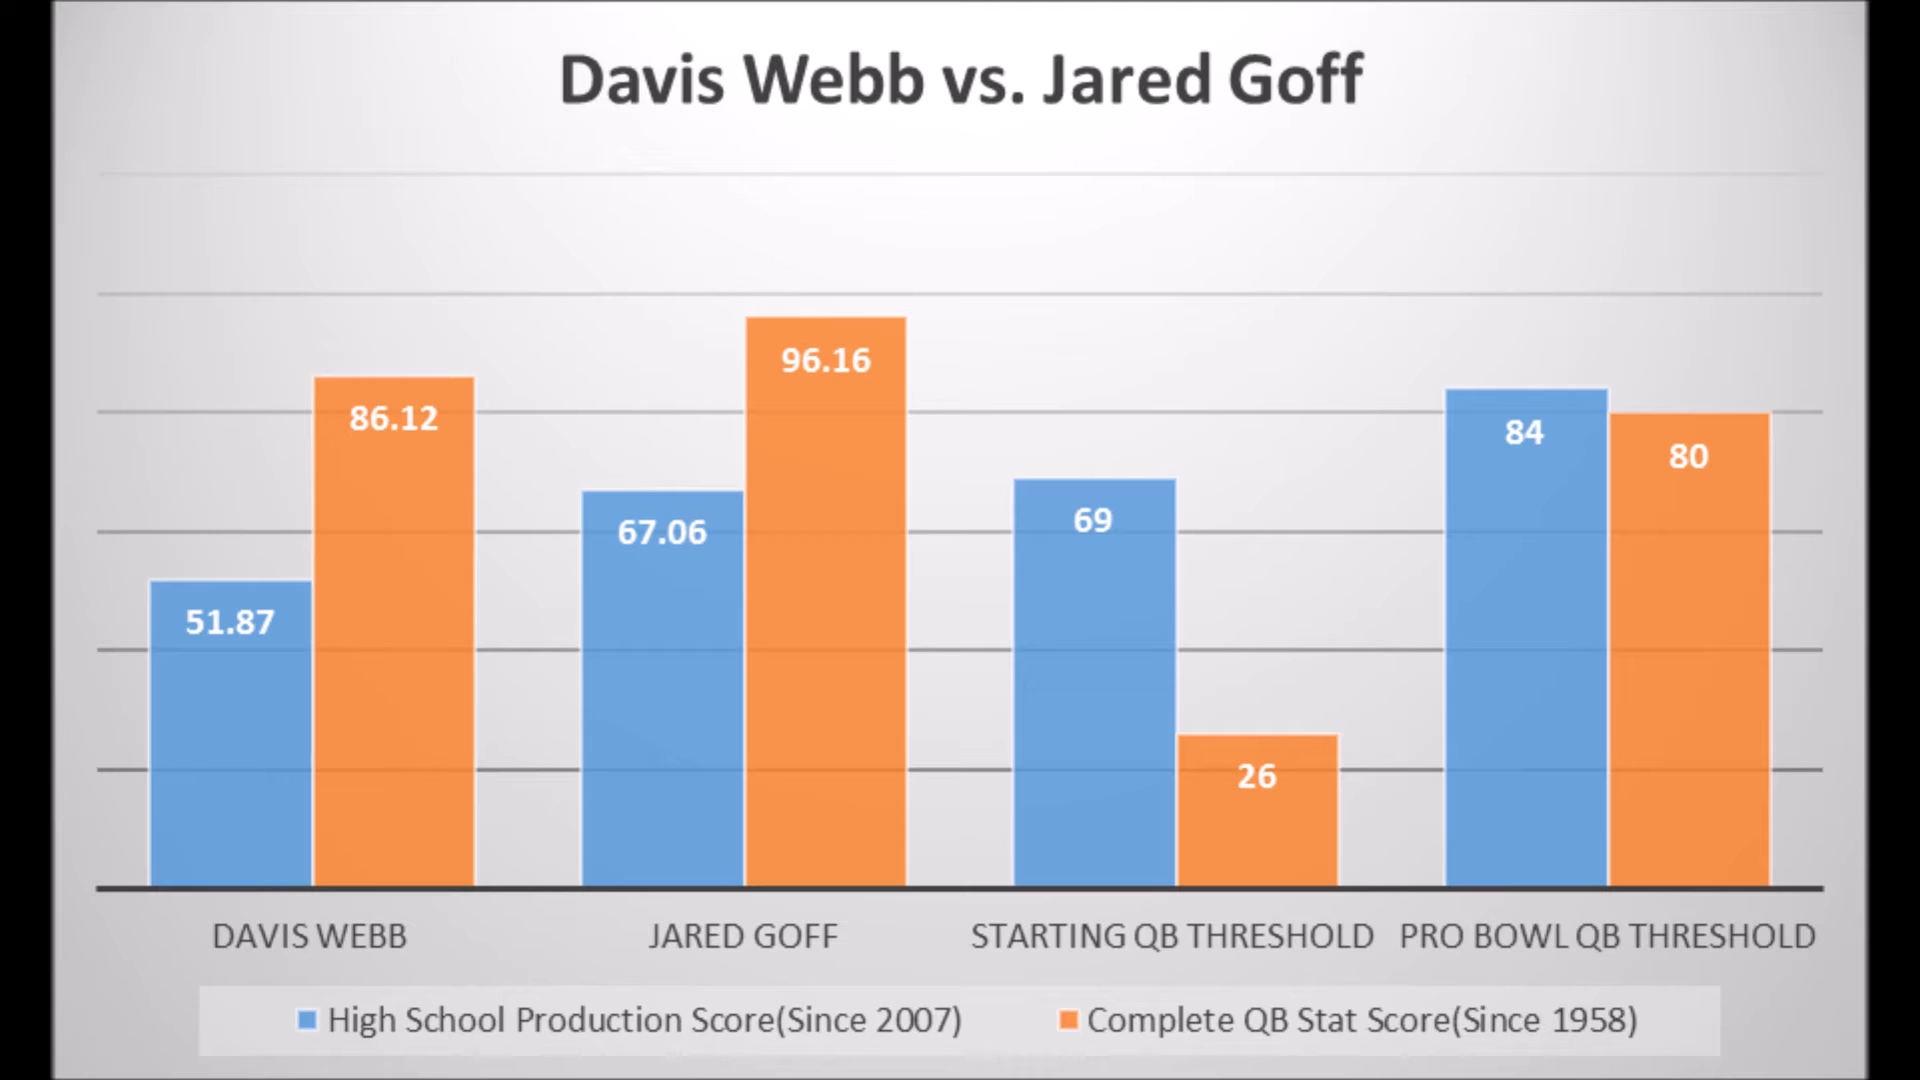 Davis Webb vs. Jared Goff
51.87
86.12
67.06
96.16
69
26
84
80
DAVIS WEBB
JARED GOFF
STARTING QB THRESHOLD
PRO BOWL QB THRESHOLD
High School Production Score(Since 2007)
Complete QB Stat Score(Since 1958)